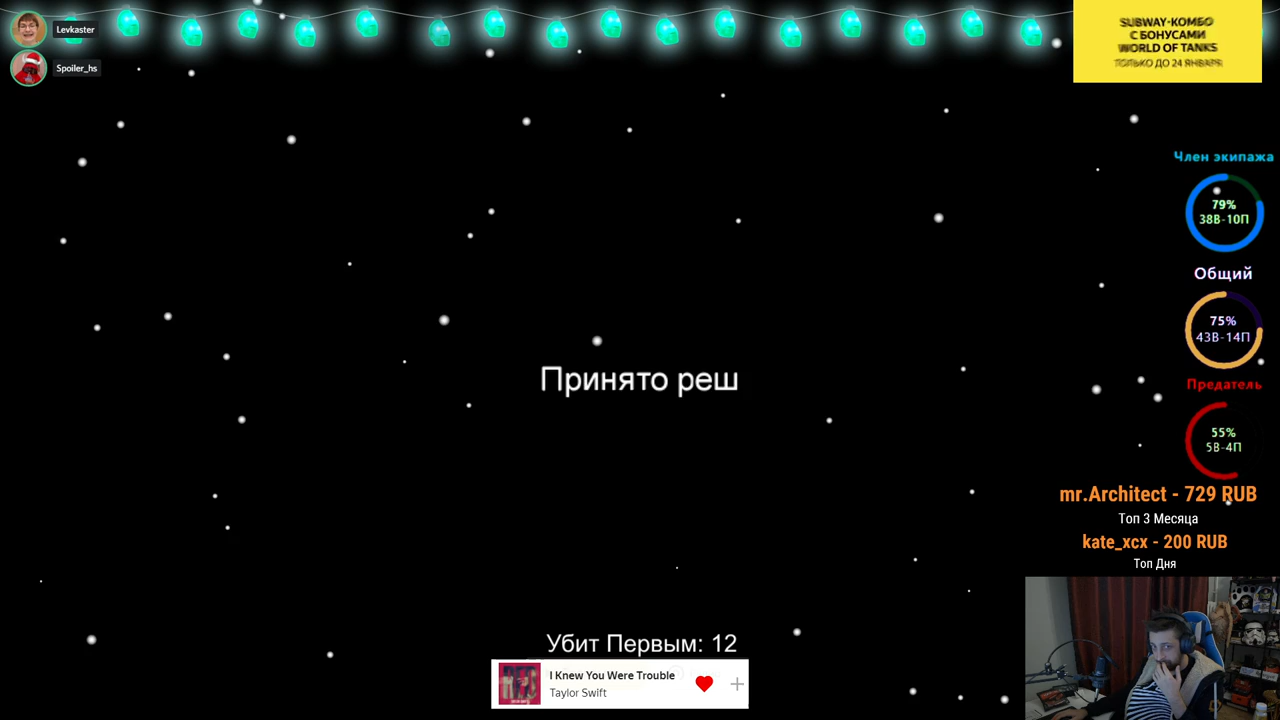 Levkaster
Spoiler_hs
SUBWAY-КОМБО
С БОНУСАМИ
WORLD OF TANKS
ТОЛЬКО ДО 24 ЯНВАРЯ
Член экипажа
79%
38В-10П
Общий
75%
43В-14П
Предатель
55%
5В-4П
Принято реш
mr.Architect - 729 RUB
Топ 3 Месяца
kate_xcx - 200 RUB
Топ Дня
Убит Первым: 12
RED
I Knew You Were Trouble
Taylor Swift